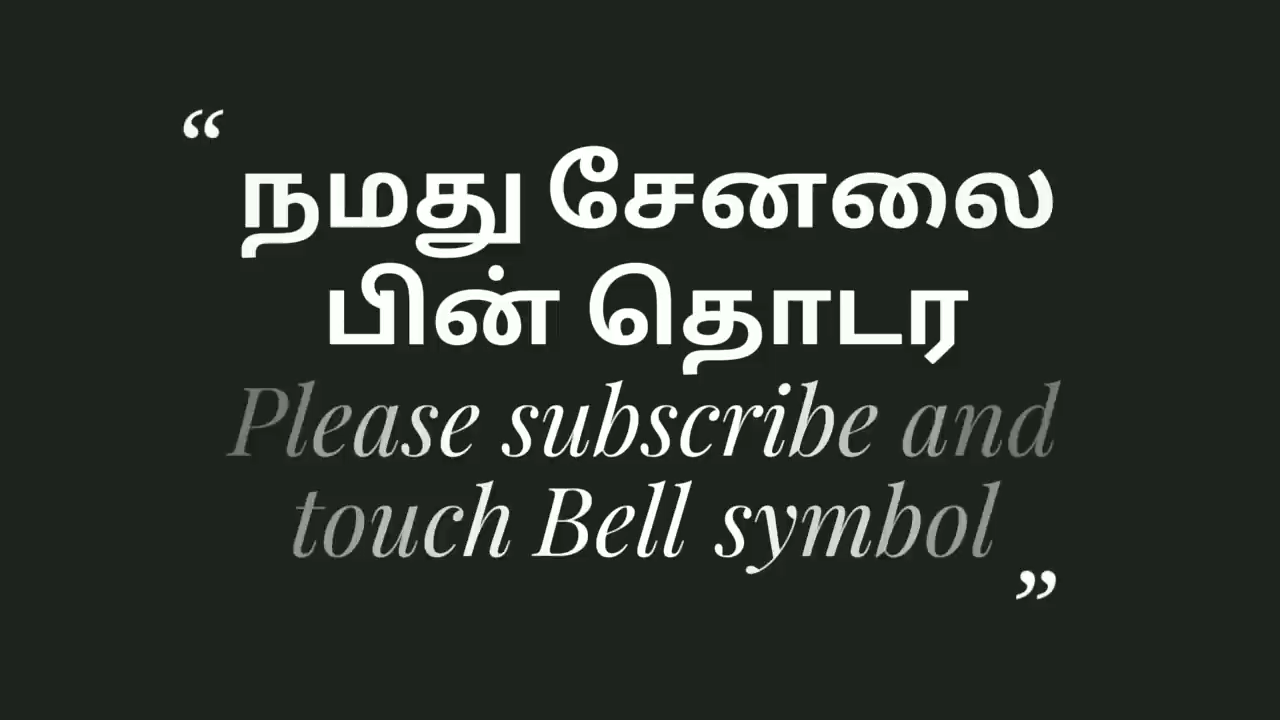 “
நமது சேனலை
பின் தொடர
Please subscribe and
touch Bell symbol
”